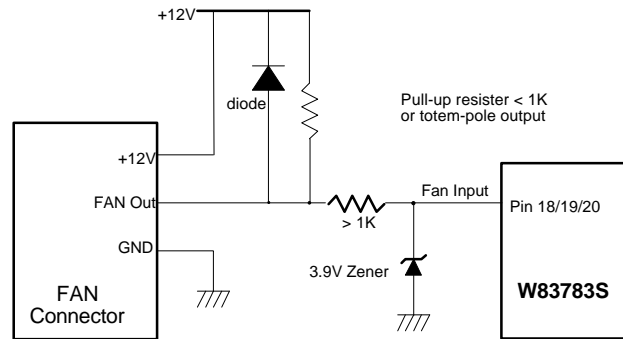 +12V
diode
Pull-up resister < 1K
or totem-pole output
+12V
FAN Out
Fan Input
Pin 18/19/20
> 1K
GND
3.9V Zener
W83783S
FAN
Connector